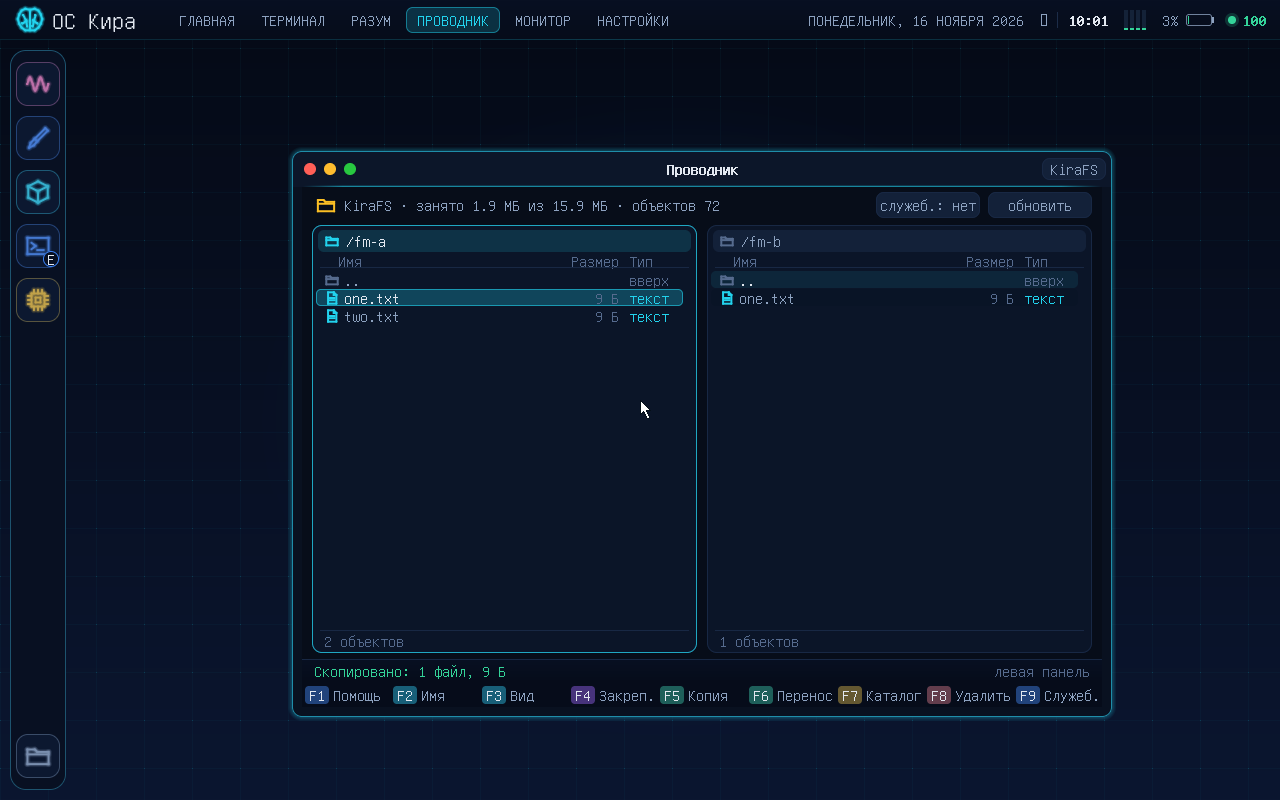 ОС Кира ГЛАВНАЯ ТЕРМИНАЛ РАЗУМ ПРОВОДНИК МОНИТОР НАСТРОЙКИ ПОНЕДЕЛЬНИК, 16 НОЯБРЯ 2026 10:01 3% 100
Проводник KiraFS
KiraFS · занято 1.9 МБ из 15.9 МБ · объектов 72 служеб.: нет обновить
/fm-a
Имя Размер Тип
.. вверх
one.txt 9 Б текст
two.txt 9 Б текст
2 объектов
/fm-b
Имя Размер Тип
.. вверх
one.txt 9 Б текст
1 объектов
E
Скопировано: 1 файл, 9 Б левая панель
F1 Помощь F2 Имя F3 Вид F4 Закреп. F5 Копия F6 Перенос F7 Каталог F8 Удалить F9 Служеб.